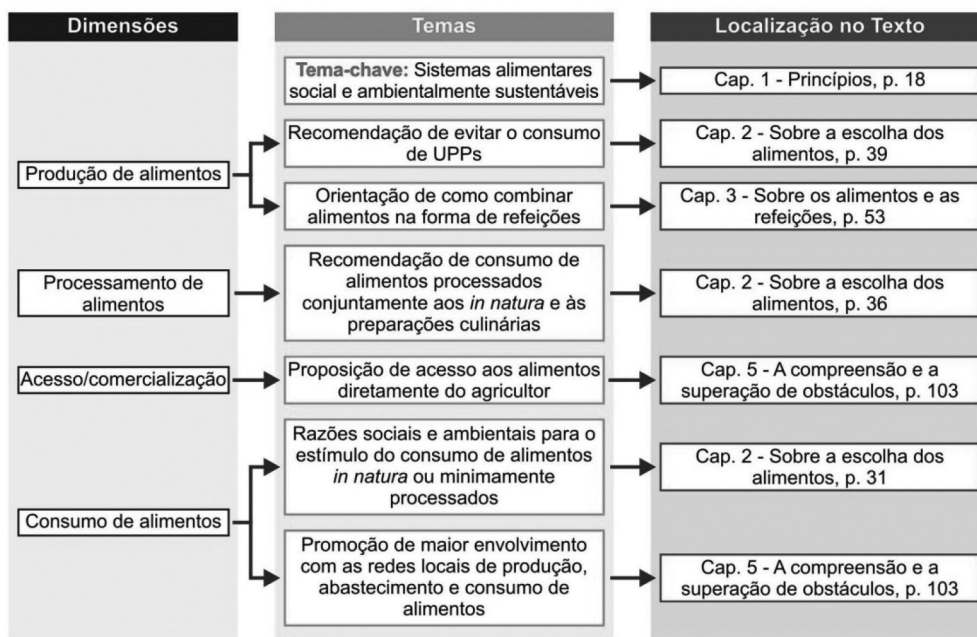 Dimensões
Temas
Localização no Texto
Tema-chave: Sistemas alimentares
social e ambientalmente sustentáveis
Cap. 1 - Princípios, p. 18
Produção de alimentos
Recomendação de evitar o consumo
de UPPs
Cap. 2 - Sobre a escolha dos
alimentos, p. 39
Orientação de como combinar
alimentos na forma de refeições
Cap. 3 - Sobre os alimentos e as
refeições, p. 53
Processamento de
alimentos
Recomendação de consumo de
alimentos processados
conjuntamente aos in natura e às
preparações culinárias
Cap. 2 - Sobre a escolha dos
alimentos, p. 36
Acesso/comercialização
Proposição de acesso aos alimentos
diretamente do agricultor
Cap. 5 - A compreensão e a
superação de obstáculos, p. 103
Consumo de alimentos
Razões sociais e ambientais para o
estímulo do consumo de alimentos
in natura ou minimamente
processados
Cap. 2 - Sobre a escolha dos
alimentos, p. 31
Promoção de maior envolvimento
com as redes locais de produção,
abastecimento e consumo de
alimentos
Cap. 5 - A compreensão e a
superação de obstáculos, p. 103